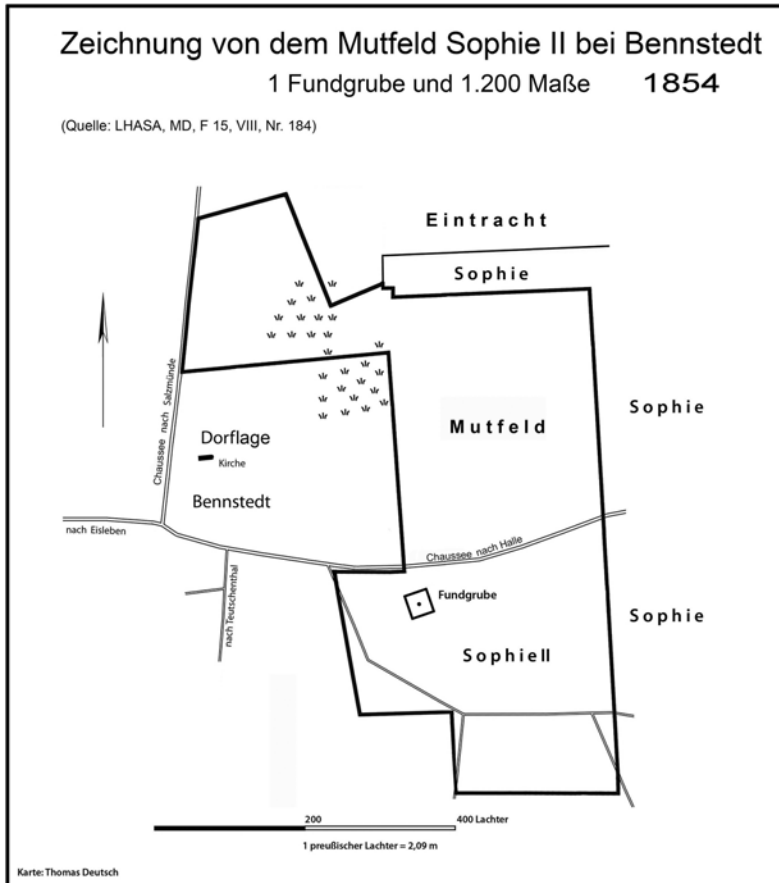 Zeichnung von dem Mutfeld Sophie II bei Bennstedt
1 Fundgrube und 1.200 Maße 1854
(Quelle: LHASA, MD, F 15, VIII, Nr. 184)
Eintracht
Sophie
Chaussee nach Salzmünde
Sophie
Mutfeld
Dorflage
Kirche
Bennstedt
nach Eisleben
Chaussee nach Halle
nach Teutschenthal
Fundgrube
Sophie
SophieII
200
400 Lachter
1 preußischer Lachter = 2,09 m
Karte: Thomas Deutsch